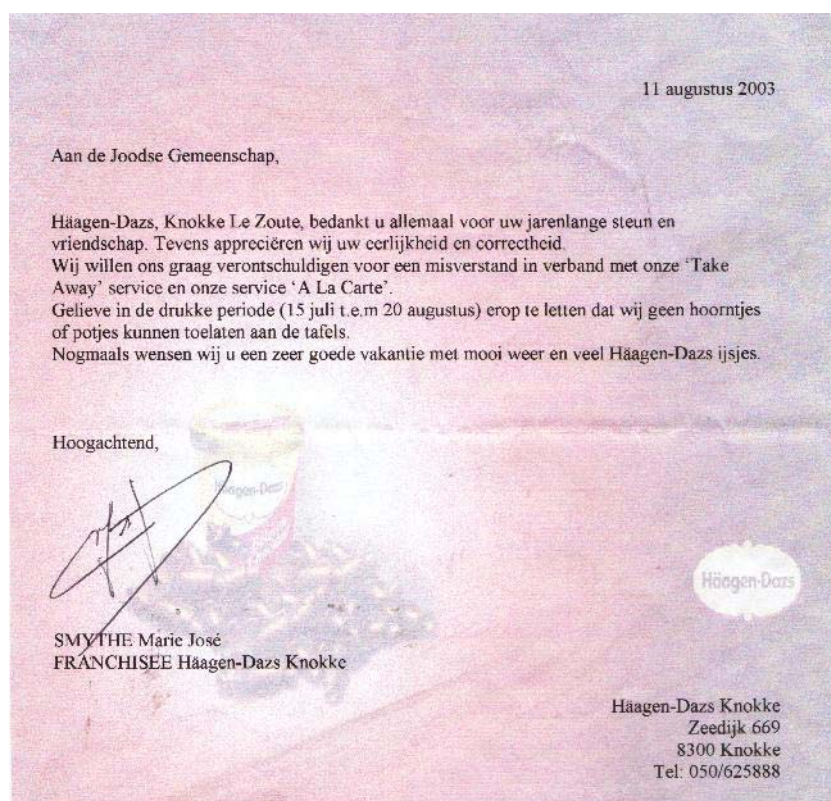 11 augustus 2003
Aan de Joodse Gemeenschap,
Häagen-Dazs, Knokke Le Zoute, bedankt u allemaal voor uw jarenlange steun en
vriendschap. Tevens appreciëren wij uw eerlijkheid en correctheid.
Wij willen ons graag verontschuldigen voor een misverstand in verband met onze ‘Take
Away’ service en onze service ‘A La Carte’.
Gelieve in de drukke periode (15 juli t.e.m 20 augustus) erop te letten dat wij geen hoorntjes
of potjes kunnen toelaten aan de tafels.
Nogmaals wensen wij u een zeer goede vakantie met mooi weer en veel Häagen-Dazs ijsjes.
Hoogachtend,
Häagen-Dazs
Häagen-Dazs
SMYTHE Marie José
FRANCHISEE Häagen-Dazs Knokke
Häagen-Dazs Knokke
Zeedijk 669
8300 Knokke
Tel: 050/625888